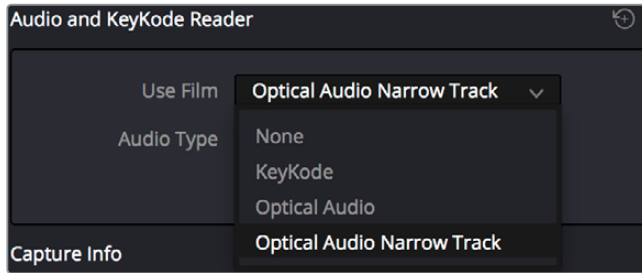 Audio and KeyKode Reader
Use Film Optical Audio Narrow Track
Audio Type None
KeyKode
Optical Audio
Optical Audio Narrow Track
Capture Info